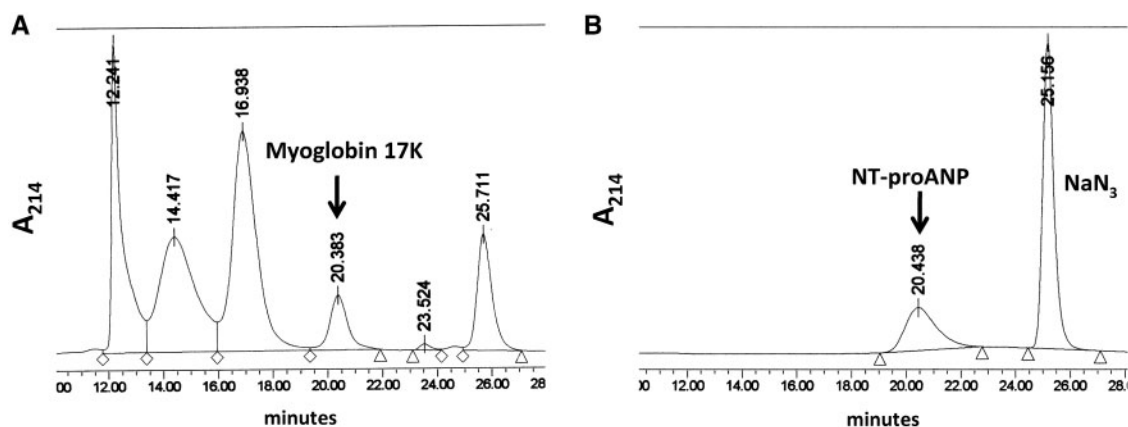 A
A214
12.241
14.417
16.938
Myoglobin 17K
20.383
23.524
25.711
00 12.00 14.00 16.00 18.00 20.00 22.00 24.00 26.00 28
minutes
B
A214
NT-proANP
20.438
25.156
NaN3
00 12.00 14.00 16.00 18.00 20.00 22.00 24.00 26.00 28.0
minutes